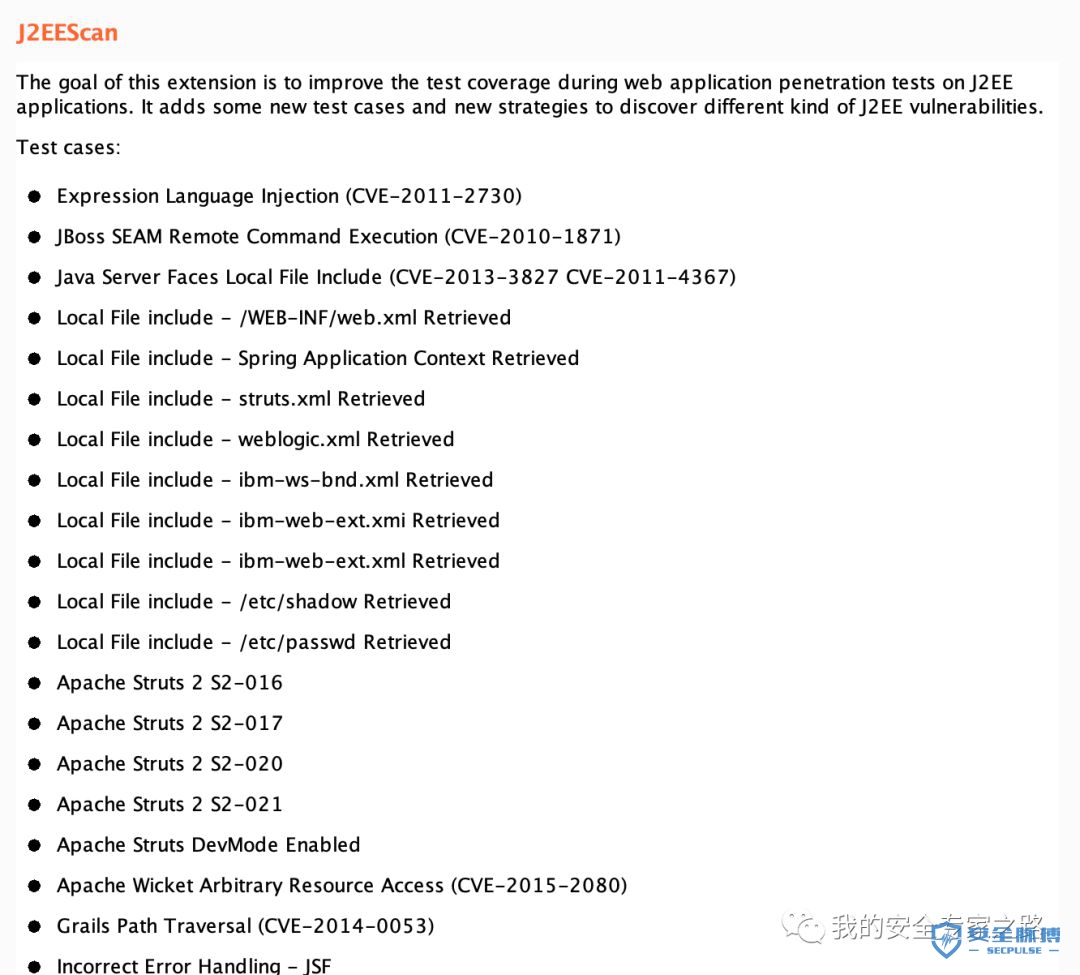 J2EEScan
The goal of this extension is to improve the test coverage during web application penetration tests on J2EE
applications. It adds some new test cases and new strategies to discover different kind of J2EE vulnerabilities.
Test cases:
● Expression Language Injection (CVE-2011-2730)
● JBoss SEAM Remote Command Execution (CVE-2010-1871)
● Java Server Faces Local File Include (CVE-2013-3827 CVE-2011-4367)
● Local File include - /WEB-INF/web.xml Retrieved
● Local File include - Spring Application Context Retrieved
● Local File include - struts.xml Retrieved
● Local File include - weblogic.xml Retrieved
● Local File include - ibm-ws-bnd.xml Retrieved
● Local File include - ibm-web-ext.xmi Retrieved
● Local File include - ibm-web-ext.xml Retrieved
● Local File include - /etc/shadow Retrieved
● Local File include - /etc/passwd Retrieved
● Apache Struts 2 S2-016
● Apache Struts 2 S2-017
● Apache Struts 2 S2-020
● Apache Struts 2 S2-021
● Apache Struts DevMode Enabled
● Apache Wicket Arbitrary Resource Access (CVE-2015-2080)
● Grails Path Traversal (CVE-2014-0053)
● Incorrect Error Handling - JSF
我的安全专家之路
安全脉搏
SECPULSE